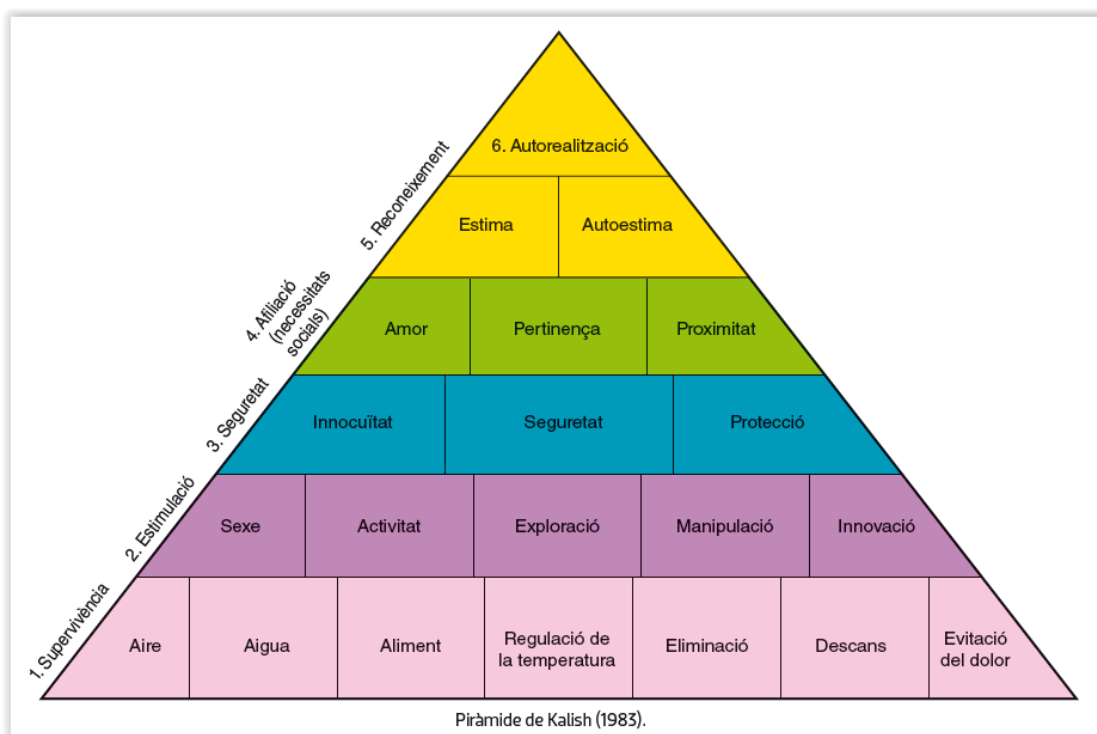 6. Autorealització
5. Reconeixement
Estima
Autoestima
4. Afiliació
(necessitats
socials)
Amor
Pertinença
Proximitat
3. Seguretat
Innocuïtat
Seguretat
Protecció
2. Estimulació
Sexe
Activitat
Exploració
Manipulació
Innovació
1. Supervivència
Aire
Aigua
Aliment
Regulació de
la temperatura
Eliminació
Descans
Evitació
del dolor
Piràmide de Kalish (1983).